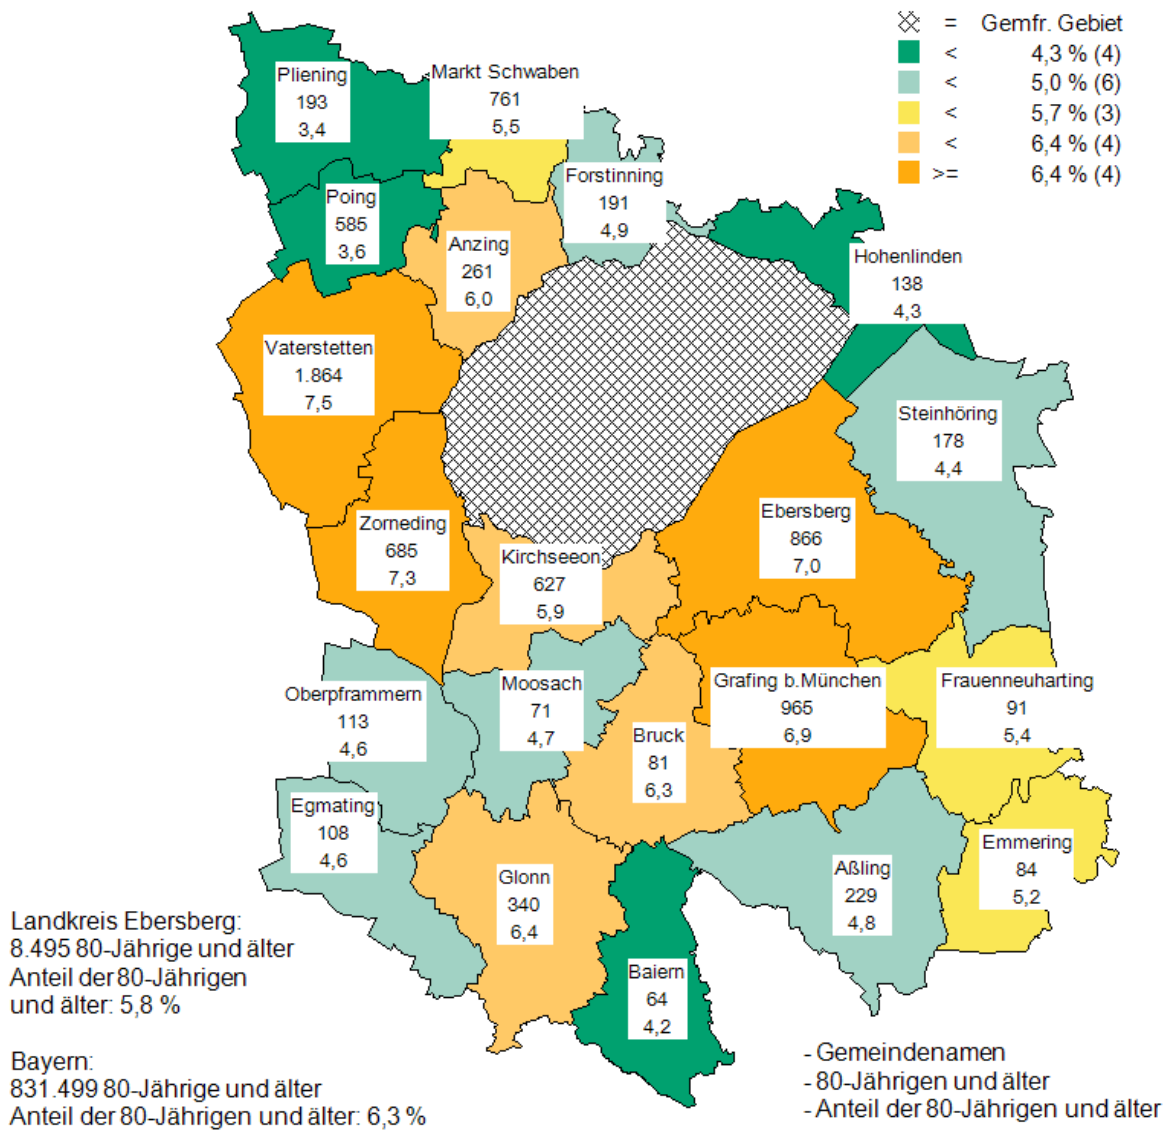 = Gemfr. Gebiet
< 4,3 % (4)
< 5,0 % (6)
< 5,7 % (3)
< 6,4 % (4)
>= 6,4 % (4)
Pliening
193
3,4
Markt Schwaben
761
5,5
Poing
585
3,6
Anzing
261
6,0
Forstinning
191
4,9
Hohenlinden
138
4,3
Vaterstetten
1.864
7,5
Steinhöring
178
4,4
Zorneding
685
7,3
Kirchseeon
627
5,9
Ebersberg
866
7,0
Oberpframmern
113
4,6
Moosach
71
4,7
Bruck
81
6,3
Grafing b.München
965
6,9
Frauenneuharting
91
5,4
Egmating
108
4,6
Glonn
340
6,4
Aßling
229
4,8
Emmering
84
5,2
Baiern
64
4,2
Landkreis Ebersberg:
8.495 80-Jährige und älter
Anteil der 80-Jährigen
und älter: 5,8 %
Bayern:
831.499 80-Jährige und älter
Anteil der 80-Jährigen und älter: 6,3 %
- Gemeindenamen
- 80-Jährigen und älter
- Anteil der 80-Jährigen und älter